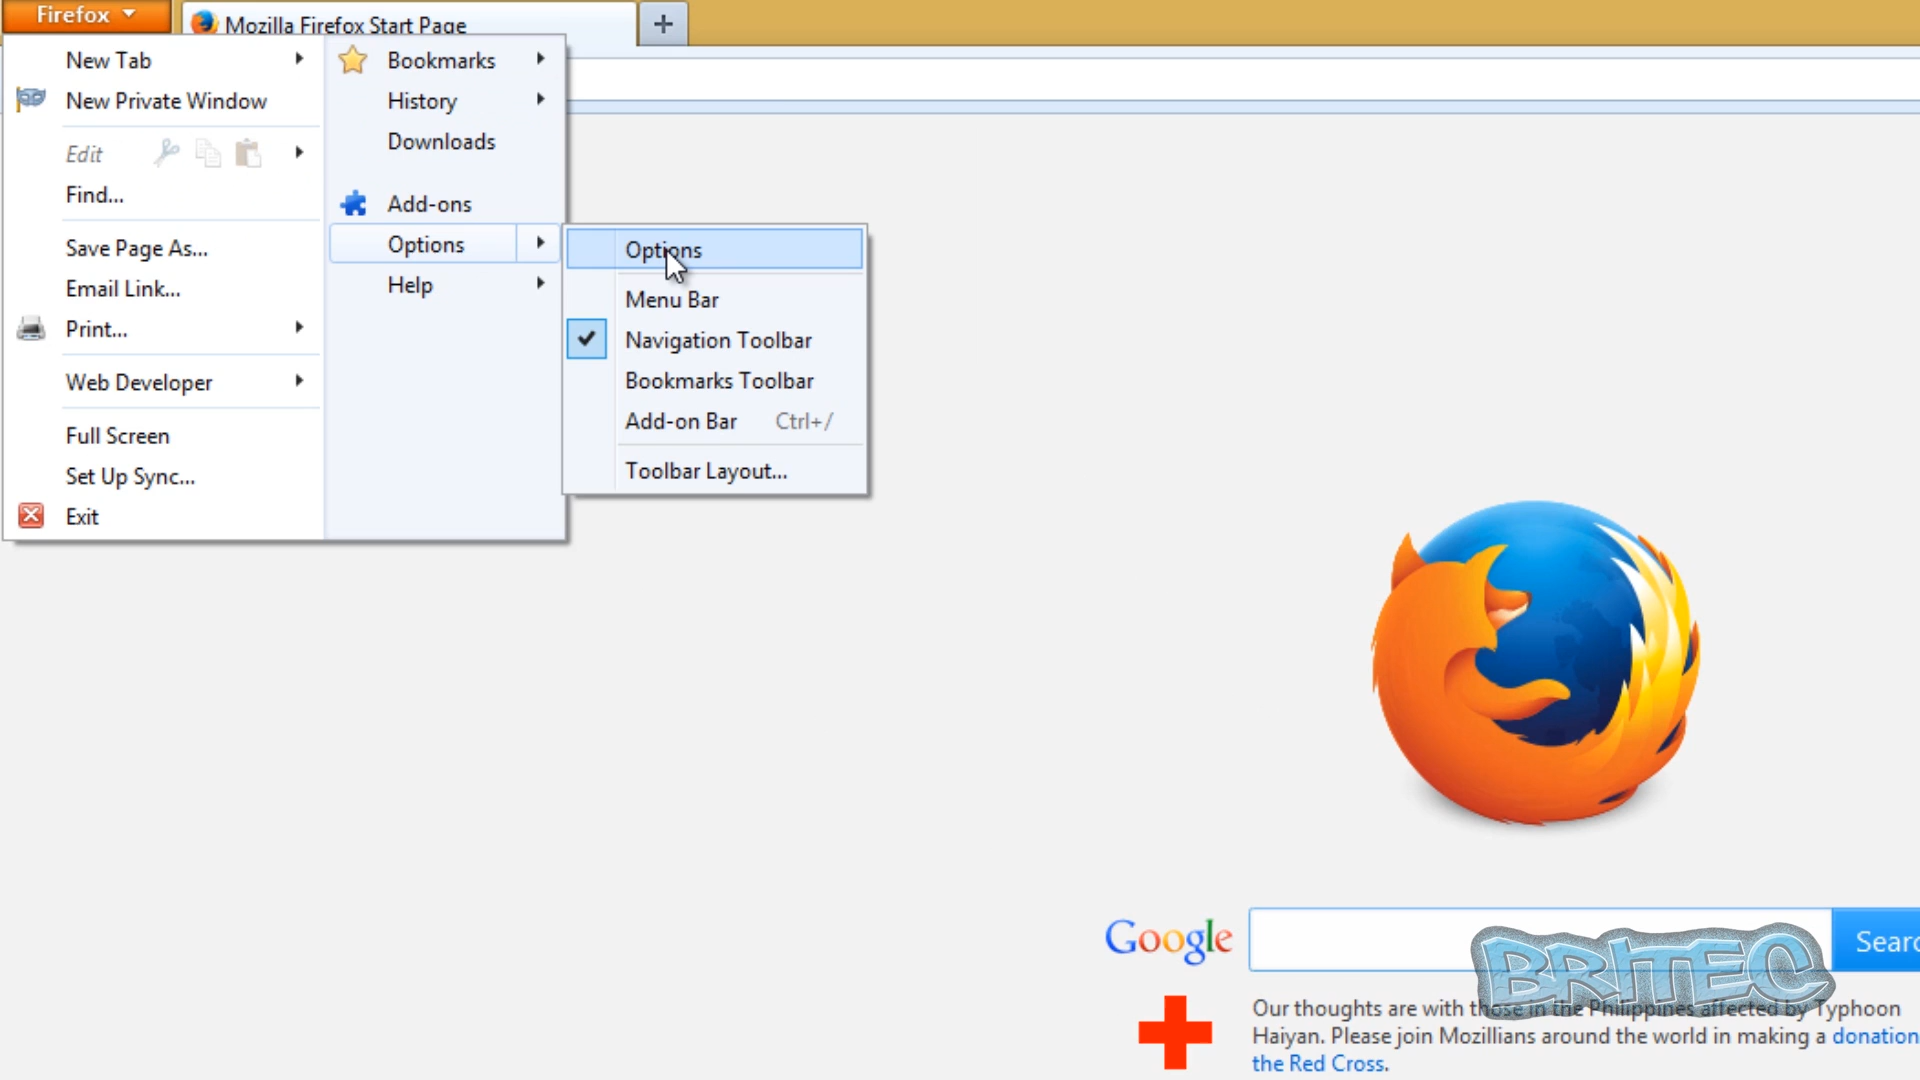 Firefox
Mozilla Firefox Start Page
New Tab
New Private Window
Edit
Find...
Save Page As...
Email Link...
Print...
Web Developer
Full Screen
Set Up Sync...
Exit
Bookmarks
History
Downloads
Add-ons
Options
Help
Options
Menu Bar
Navigation Toolbar
Bookmarks Toolbar
Add-on Bar Ctrl+/
Toolbar Layout...
Google
Searc
BRITEC
Our thoughts are with those in the Philippines affected by Typhoon
Haiyan. Please join Mozillians around the world in making a donation
the Red Cross.